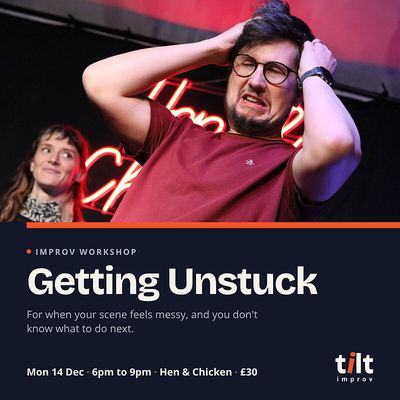 IMPROV WORKSHOP
Getting Unstuck
For when your scene feels messy, and you don't
know what to do next.
Mon 14 Dec · 6pm to 9pm · Hen & Chicken · £30
tilt
improv